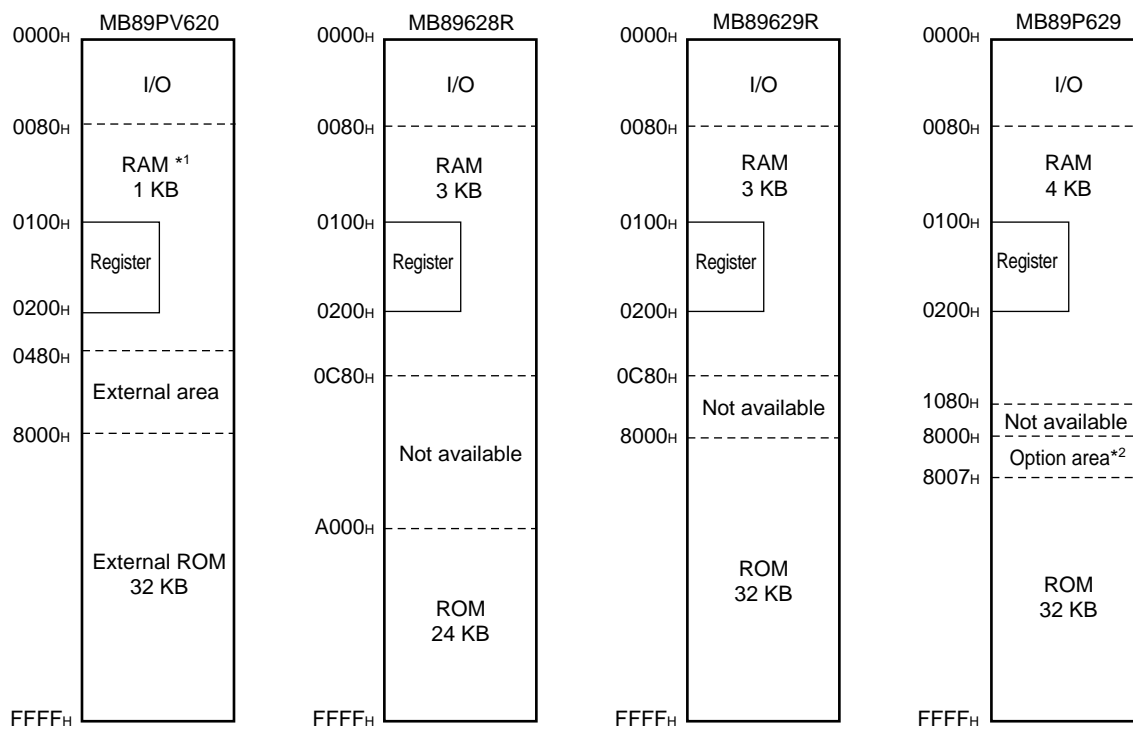 MB89PV620
0000H
I/O
0080H
RAM *1
1 KB
0100H
Register
0200H
0480H
External area
8000H
External ROM
32 KB
FFFFH
MB89628R
0000H
I/O
0080H
RAM
3 KB
0100H
Register
0200H
0C80H
Not available
A000H
ROM
24 KB
FFFFH
MB89629R
0000H
I/O
0080H
RAM
3 KB
0100H
Register
0200H
0C80H
Not available
8000H
ROM
32 KB
FFFFH
MB89P629
0000H
I/O
0080H
RAM
4 KB
0100H
Register
0200H
1080H
Not available
8000H
Option area*2
8007H
ROM
32 KB
FFFFH